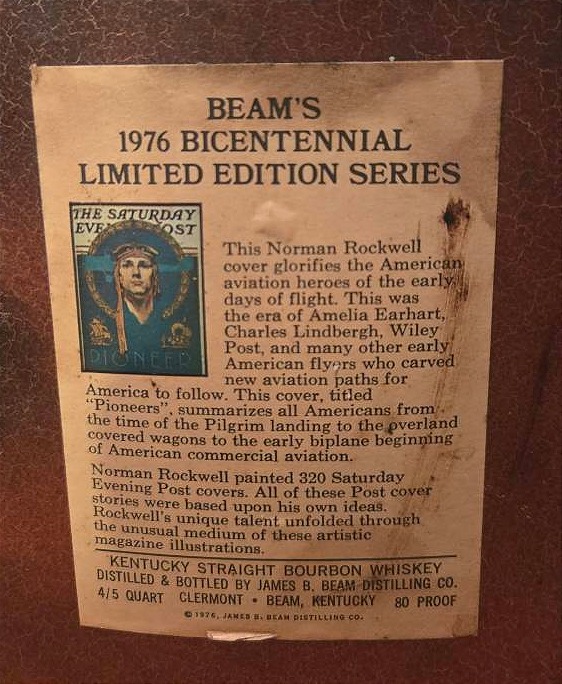 BEAM'S
1976 BICENTENNIAL
LIMITED EDITION SERIES
THE SATURDAY
EVE
OST
PIONEER
This Norman Rockwell
cover glorifies the American
aviation heroes of the early
days of flight. This was
the era of Amelia Earhart,
Charles Lindbergh, Wiley
Post, and many other early
American flyers who carved
new aviation paths for
America to follow. This cover, titled
"Pioneers", summarizes all Americans from
the time of the Pilgrim landing to the overland
covered wagons to the early biplane beginning
of American commercial aviation.
Norman Rockwell painted 320 Saturday
Evening Post covers. All of these Post cover
stories were based upon his own ideas.
Rockwell's unique talent unfolded through
the unusual medium of these artistic
magazine illustrations.
KENTUCKY STRAIGHT BOURBON WHISKEY
DISTILLED & BOTTLED BY JAMES B. BEAM DISTILLING CO.
4/5 QUART CLERMONT • BEAM, KENTUCKY 80 PROOF
© 1976, JAMES B. BEAM DISTILLING CO.